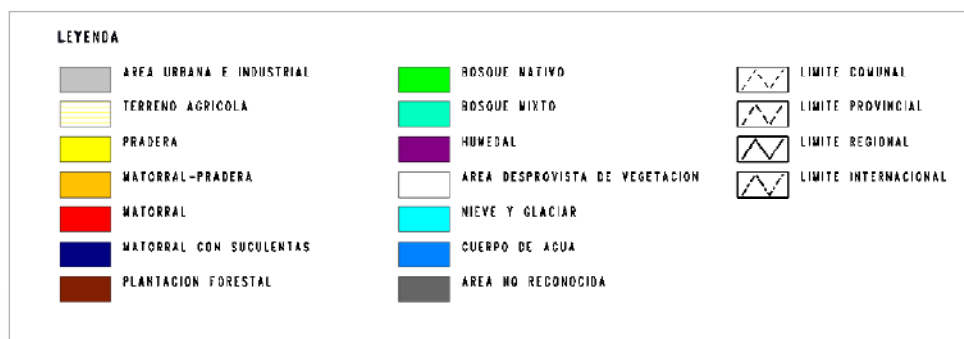 LEYENDA
AREA URBANA E INDUSTRIAL
TERRENO AGRICOLA
PRADERA
MATORRAL-PRADERA
MATORRAL
MATORRAL CON SUCULENTAS
PLANTACION FORESTAL
BOSQUE NATIVO
BOSQUE MIXTO
HUMEDAL
AREA DESPROVISTA DE VEGETACION
NIEVE Y GLACIAR
CUERPO DE AGUA
AREA NO RECONOCIDA
LIMITE COMUNAL
LIMITE PROVINCIAL
LIMITE REGIONAL
LIMITE INTERNACIONAL